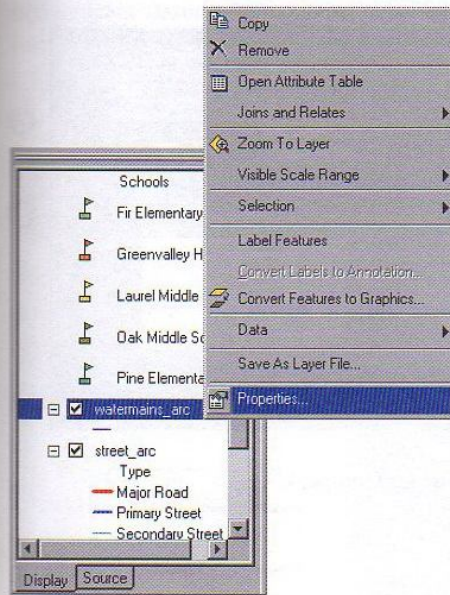 Copy
Remove
Open Attribute Table
Joins and Relates
Zoom To Layer
Visible Scale Range
Selection
Label Features
Convert Labels to Annotation...
Convert Features to Graphics...
Data
Save As Layer File...
Properties...
Schools
Fir Elementary
Greenvalley H
Laurel Middle
Oak Middle Sc
Pine Elementa
watermains_arc
street_arc
Type
Major Road
Primary Street
Secondary Street
Display Source